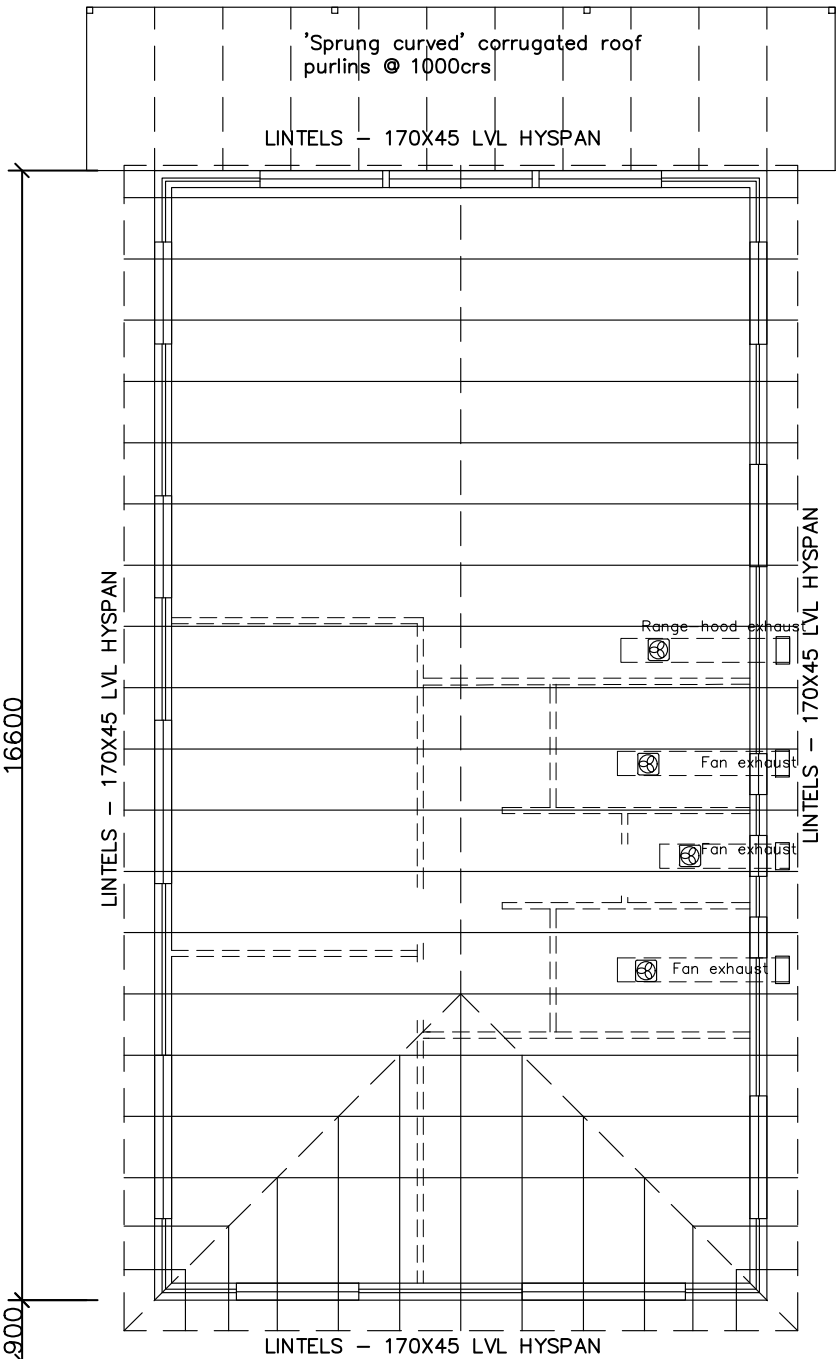 'Sprung curved' corrugated roof
purlins @ 1000crs
LINTELS - 170X45 LVL HYSPAN
LINTELS - 170X45 LVL HYSPAN
LINTELS - 170X45 LVL HYSPAN
Range-hood exhaust
16600
Fan exhaust
Fan exhaust
Fan exhaust
900
LINTELS - 170X45 LVL HYSPAN